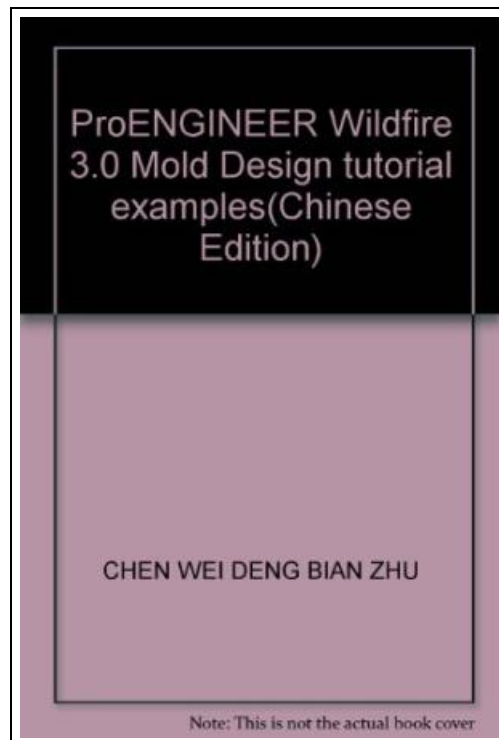 ProENGINEER Wildfire
3.0 Mold Design tutorial
examples(Chinese
Edition)
CHEN WEI DENG BIAN ZHU
Note: This is not the actual book cover